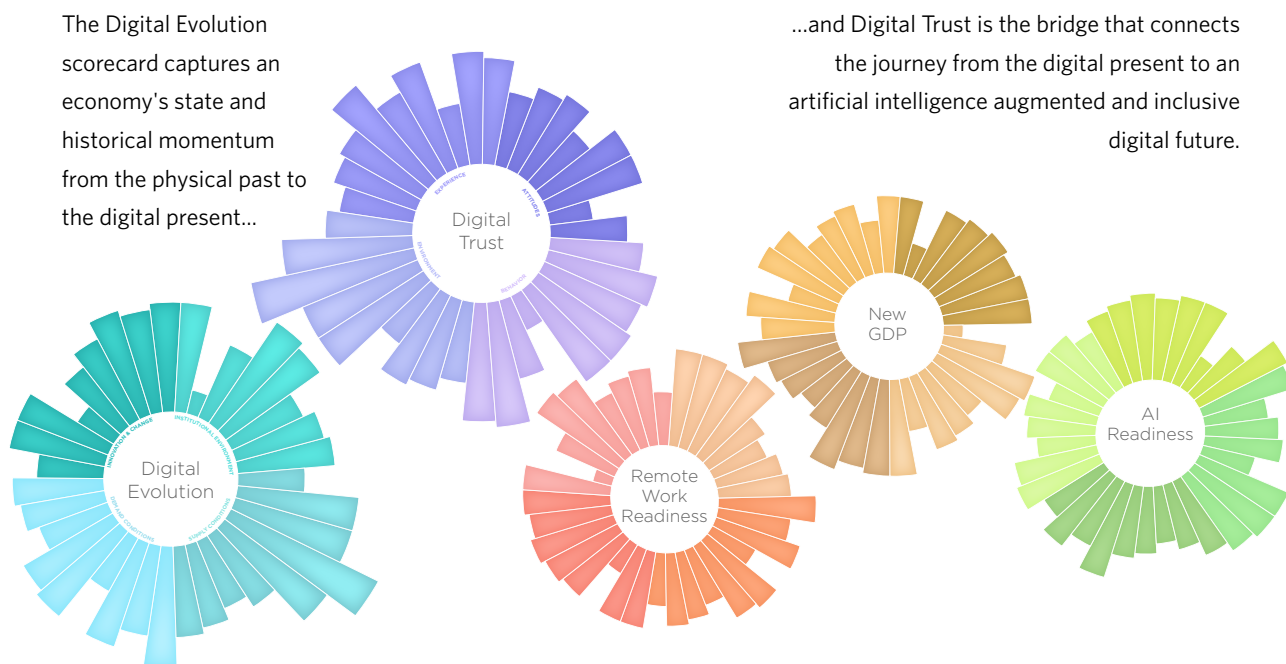 The Digital Evolution
scorecard captures an
economy's state and
historical momentum
from the physical past to
the digital present...
...and Digital Trust is the bridge that connects
the journey from the digital present to an
artificial intelligence augmented and inclusive
digital future.
EXPERIENCE
ATTITUDES
Digital
Trust
ENVIRONMENT
BEHAVIOR
New
GDP
AI
Readiness
INNOVATION & CHANGE
INSTITUTIONAL ENVIRONMENT
Digital
Evolution
DEMAND CONDITIONS
SUPPLY CONDITIONS
Remote
Work
Readiness